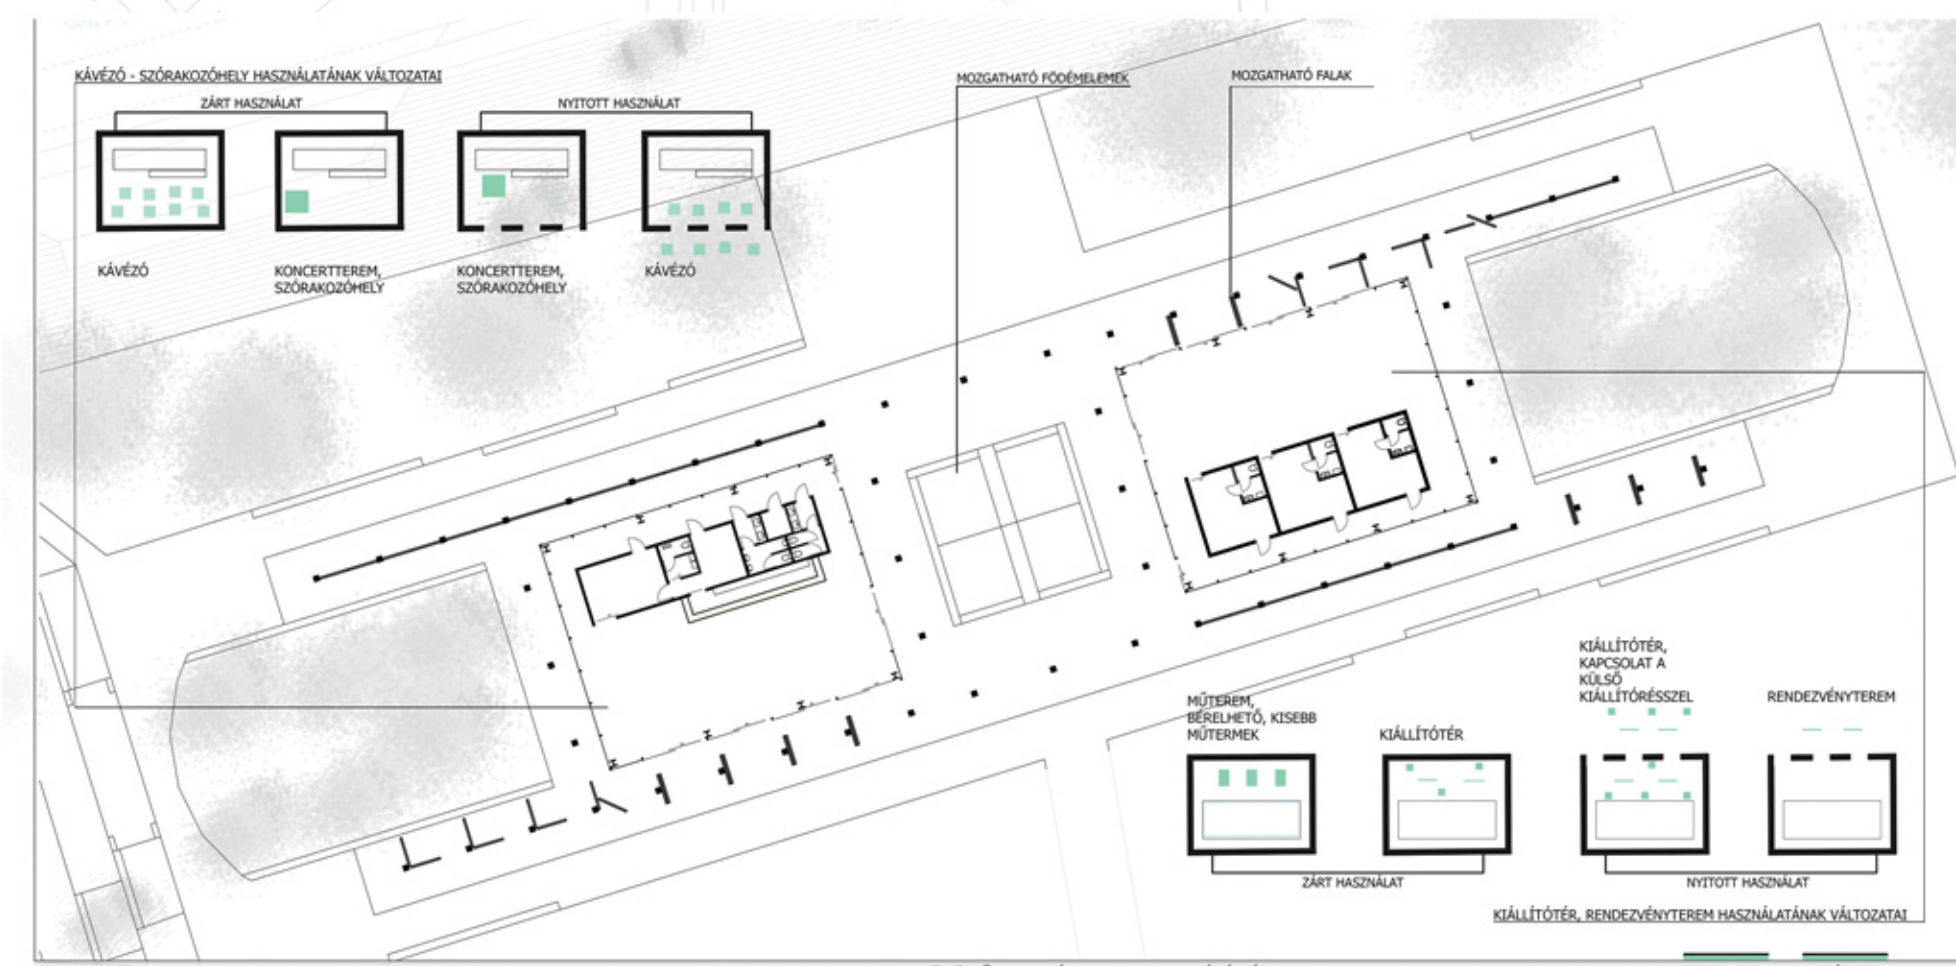 KÁVÉZÓ - SZÓRAKOZÓHELY HASZNÁLATÁNAK VÁLTOZATAI
ZÁRT HASZNÁLAT
NYITOTT HASZNÁLAT
KÁVÉZÓ
KONCERTTEREM,
SZÓRAKOZÓHELY
KONCERTTEREM,
SZÓRAKOZÓHELY
KÁVÉZÓ
MOZGATHATÓ FÖDÉMELEMEK
MOZGATHATÓ FALAK
MŰTEREM,
BÉRELHETŐ, KISEBB
MŰTERMEK
KIÁLLÍTÓTÉR
KIÁLLÍTÓTÉR,
KAPCSOLAT A
KÜLSŐ
KIÁLLÍTÓRÉSSZEL
RENDEZVÉNYTEREM
ZÁRT HASZNÁLAT
NYITOTT HASZNÁLAT
KIÁLLÍTÓTÉR, RENDEZVÉNYTEREM HASZNÁLATÁNAK VÁLTOZATAI